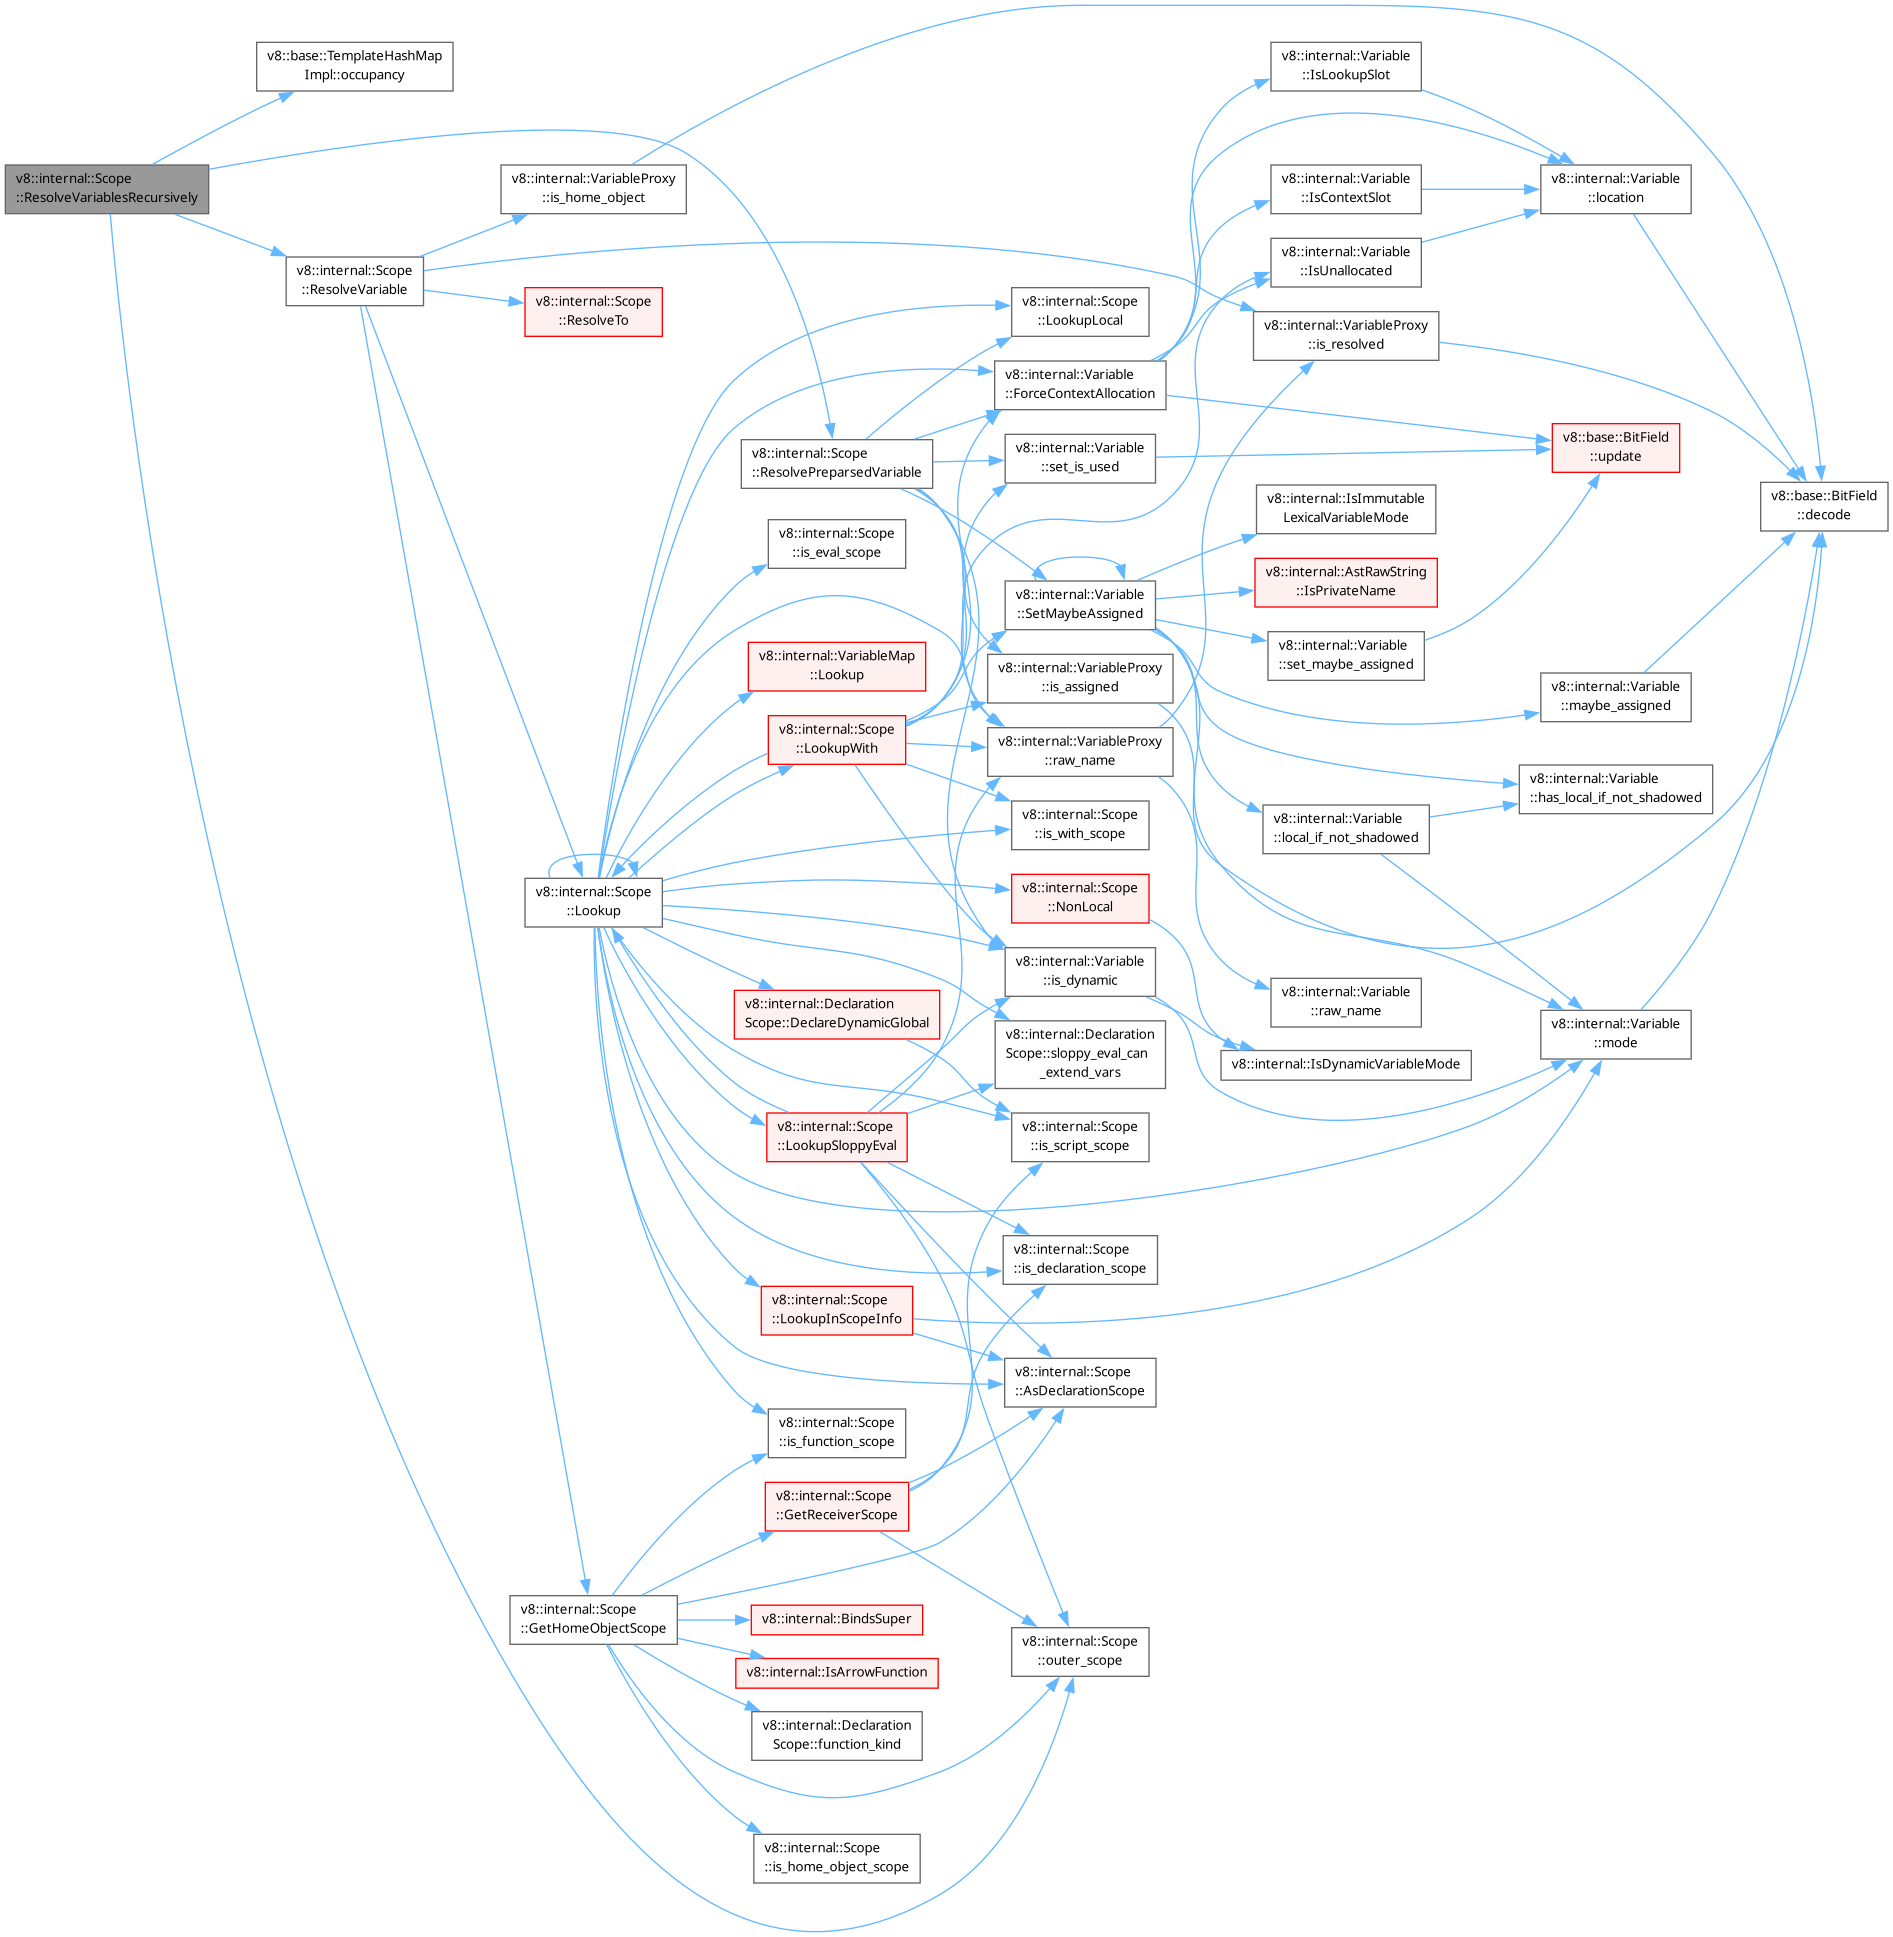 v8::base::TemplateHashMap
Impl::occupancy
v8::internal::Scope
::ResolveVariablesRecursively
v8::internal::Scope
::ResolveVariable
v8::internal::VariableProxy
::is_home_object
v8::internal::Scope
::ResolveTo
v8::internal::Scope
::Lookup
v8::internal::Scope
::GetHomeObjectScope
v8::internal::Scope
::ResolvePreparsedVariable
v8::internal::Scope
::is_eval_scope
v8::internal::VariableMap
::Lookup
v8::internal::Scope
::LookupWith
v8::internal::Declaration
Scope::DeclareDynamicGlobal
v8::internal::Scope
::LookupSloppyEval
v8::internal::Scope
::LookupInScopeInfo
v8::internal::Scope
::is_function_scope
v8::internal::Scope
::GetReceiverScope
v8::internal::BindsSuper
v8::internal::IsArrowFunction
v8::internal::Declaration
Scope::function_kind
v8::internal::Scope
::is_home_object_scope
v8::internal::Scope
::LookupLocal
v8::internal::Variable
::ForceContextAllocation
v8::internal::Variable
::set_is_used
v8::internal::Variable
::SetMaybeAssigned
v8::internal::VariableProxy
::is_assigned
v8::internal::VariableProxy
::raw_name
v8::internal::Scope
::is_with_scope
v8::internal::Scope
::NonLocal
v8::internal::Variable
::is_dynamic
v8::internal::Declaration
Scope::sloppy_eval_can
_extend_vars
v8::internal::Scope
::is_script_scope
v8::internal::Scope
::is_declaration_scope
v8::internal::Scope
::AsDeclarationScope
v8::internal::Scope
::outer_scope
v8::internal::Variable
::IsLookupSlot
v8::internal::Variable
::IsContextSlot
v8::internal::Variable
::IsUnallocated
v8::internal::VariableProxy
::is_resolved
v8::internal::IsImmutable
LexicalVariableMode
v8::internal::AstRawString
::IsPrivateName
v8::internal::Variable
::set_maybe_assigned
v8::internal::Variable
::local_if_not_shadowed
v8::internal::Variable
::raw_name
v8::internal::IsDynamicVariableMode
v8::internal::Variable
::location
v8::base::BitField
::update
v8::internal::Variable
::maybe_assigned
v8::internal::Variable
::has_local_if_not_shadowed
v8::internal::Variable
::mode
v8::base::BitField
::decode